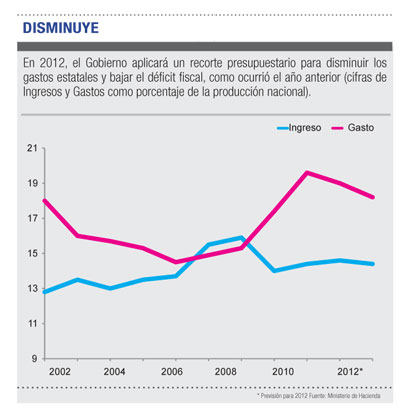 DISMINUYE
En 2012, el Gobierno aplicará un recorte presupuestario para disminuir los
gastos estatales y bajar el déficit fiscal, como ocurrió el año anterior (cifras de
Ingresos y Gastos como porcentaje de la producción nacional).
Ingreso Gasto
21
19
17
15
13
11
9
2002 2004 2006 2008 2010 2012*
* Previsión para 2012 Fuente: Ministerio de Hacienda